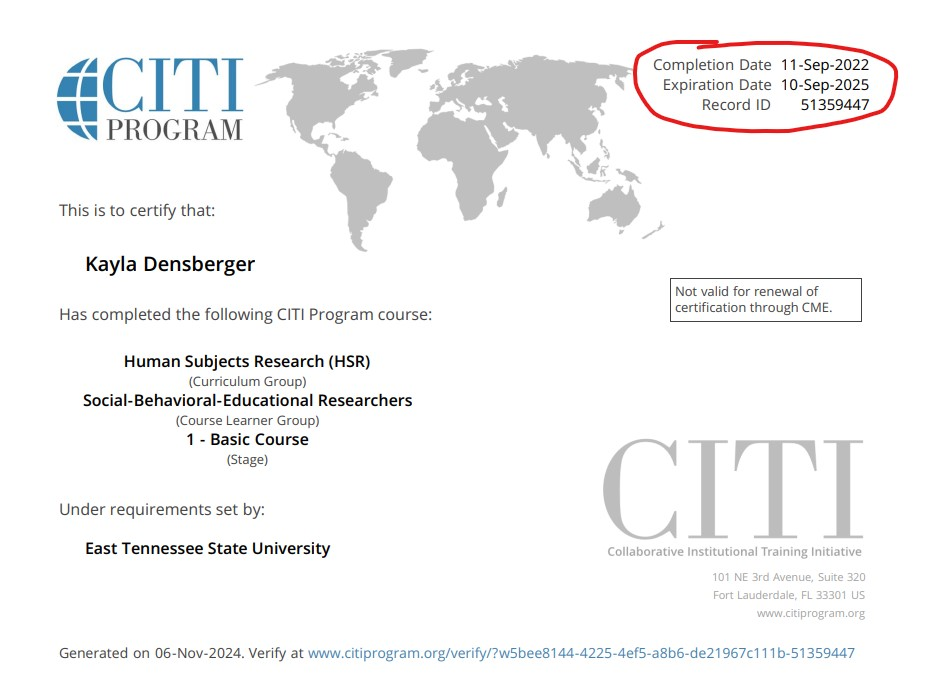 CITI
PROGRAM
Completion Date 11-Sep-2022
Expiration Date 10-Sep-2025
Record ID 51359447
This is to certify that:
Kayla Densberger
Not valid for renewal of
certification through CME.
Has completed the following CITI Program course:
Human Subjects Research (HSR)
(Curriculum Group)
Social-Behavioral-Educational Researchers
(Course Learner Group)
1 - Basic Course
(Stage)
Under requirements set by:
East Tennessee State University
CITI
Collaborative Institutional Training Initiative
101 NE 3rd Avenue, Suite 320
Fort Lauderdale, FL 33301 US
www.citiprogram.org
Generated on 06-Nov-2024. Verify at www.citiprogram.org/verify/?w5bee8144-4225-4ef5-a8b6-de21967c111b-51359447